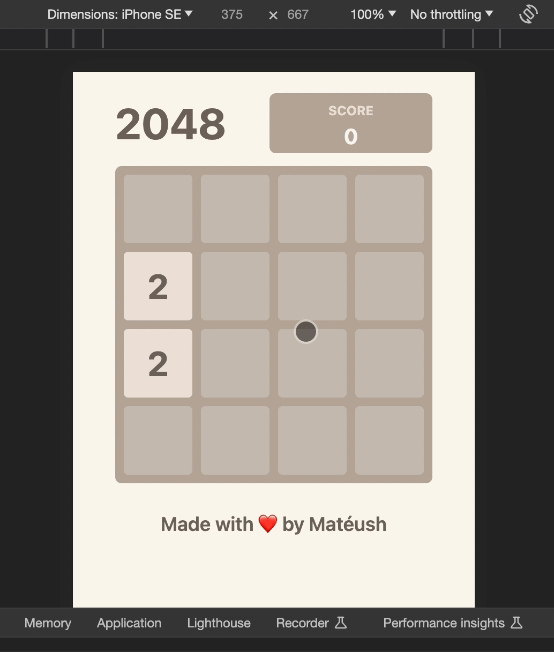 Dimensions: iPhone SE 375 × 667 100% No throttling
2048
SCORE
0
2
2
Made with ❤️ by Matéush
Memory Application Lighthouse Recorder Performance insights